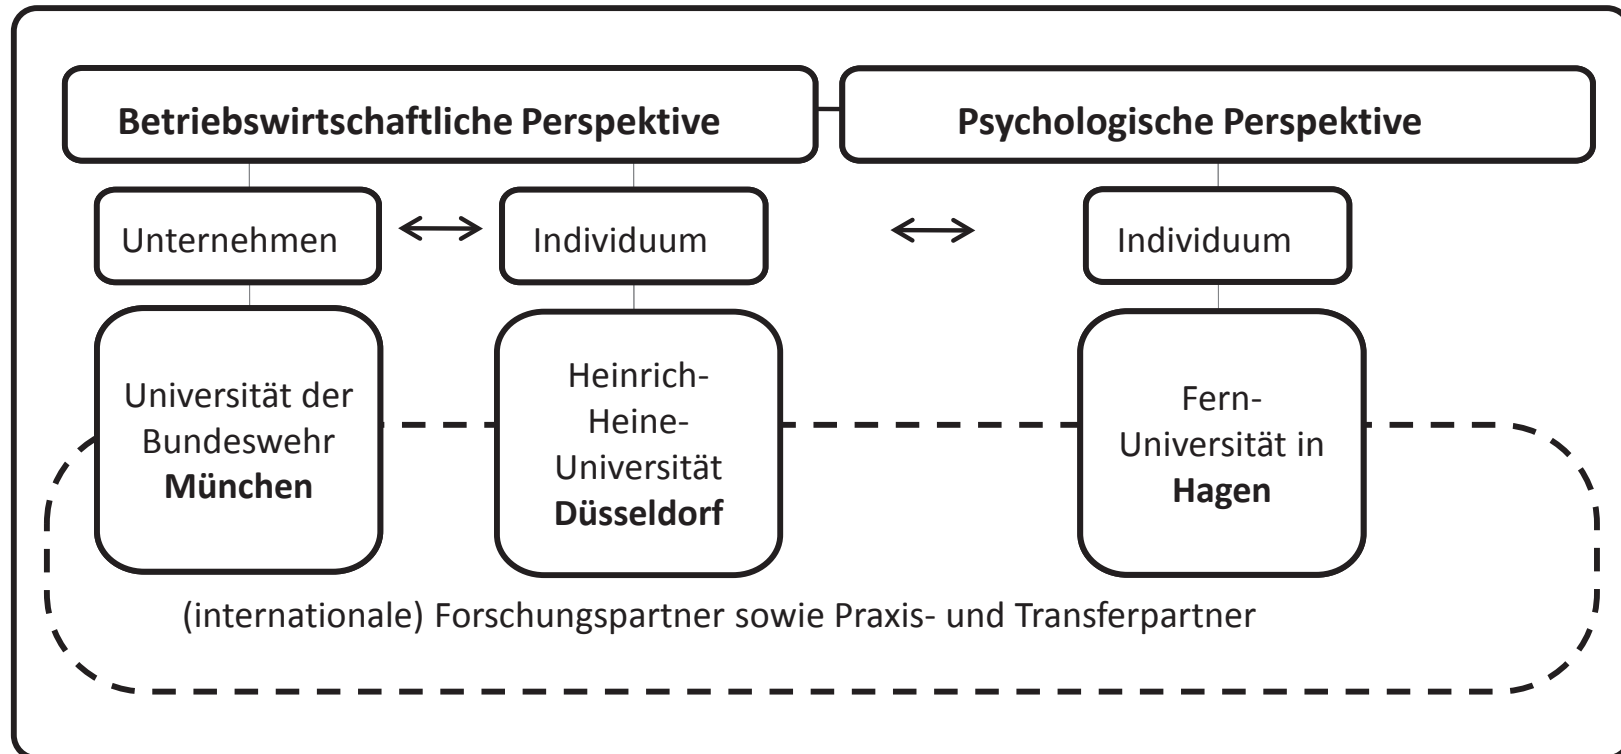 Betriebswirtschaftliche Perspektive
Psychologische Perspektive
Unternehmen
Individuum
Individuum
Universität der
Bundeswehr
München
Heinrich-
Heine-
Universität
Düsseldorf
Fern-
Universität in
Hagen
(internationale) Forschungspartner sowie Praxis- und Transferpartner